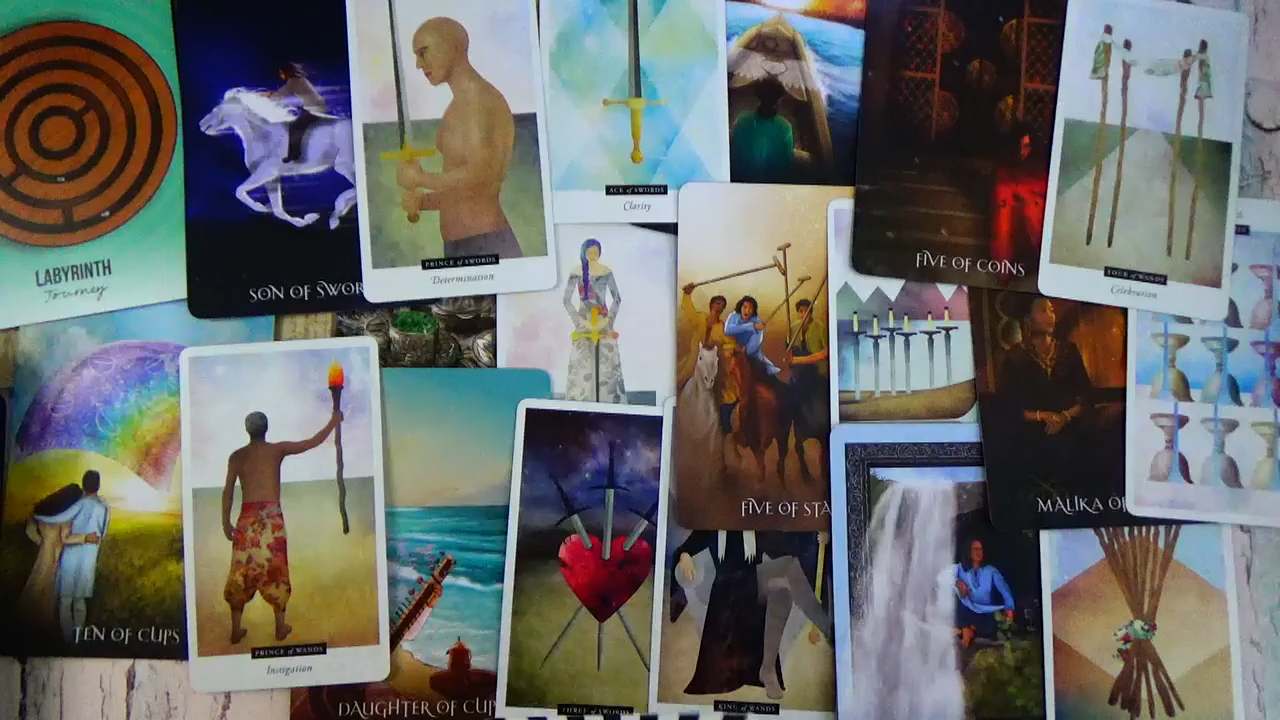 LABYRINTH
Journey
SON OF SWOR
PRINCE of SWORDS
Determination
ACE of SWORDS
Clarity
FIVE OF COINS
FOUR of WANDS
Celebration
TEN OF CUPS
PRINCE of WANDS
Instigation
DAUGHTER OF CUP
THREE of SWORDS
FIVE OF STA
KING of WANDS
MALIKA OF